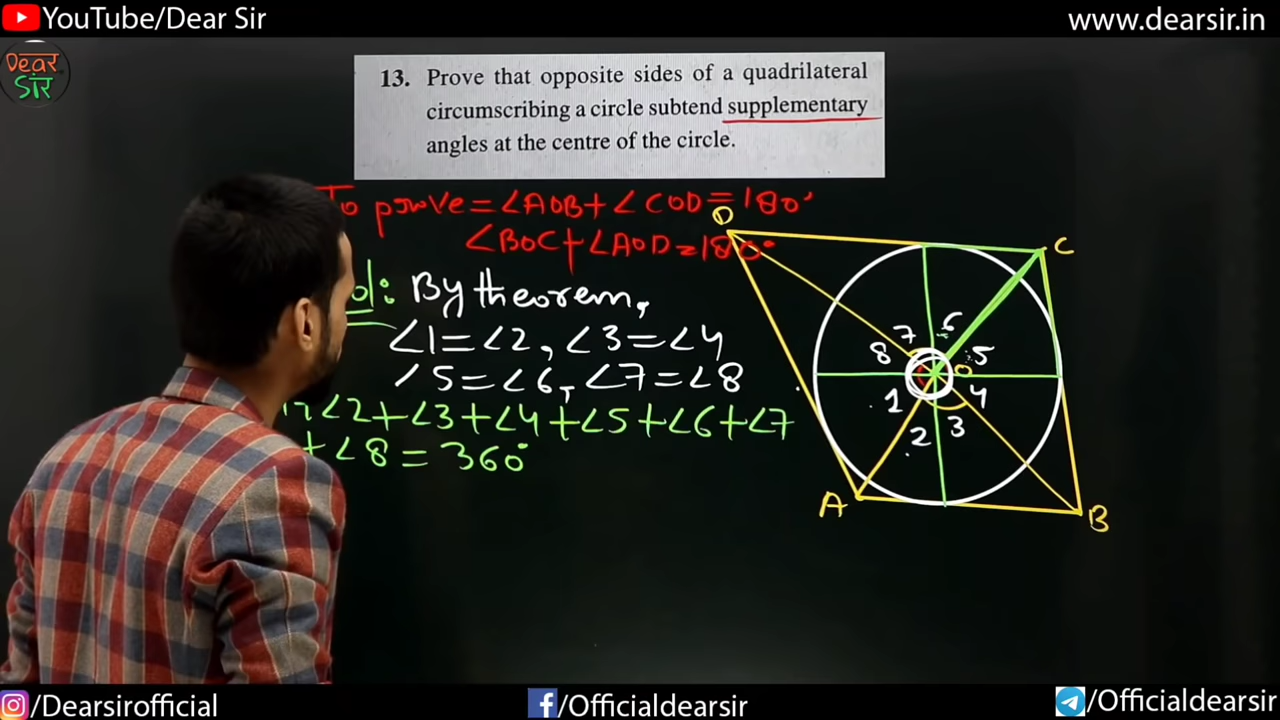 YouTube/Dear Sir
www.dearsir.in
Dear
सर
13. Prove that opposite sides of a quadrilateral
circumscribing a circle subtend supplementary
angles at the centre of the circle.
To prove = ∠AOB + ∠COD = 180°
∠BOC + ∠AOD = 180°
By theorem,
∠1 = ∠2, ∠3 = ∠4
∠5 = ∠6, ∠7 = ∠8
∠2 + ∠3 + ∠4 + ∠5 + ∠6 + ∠7
+ ∠8 = 360°
D
C
7 6
8 5
O
1 4
2 3
A
B
/Dearsirofficial
/Officialdearsir
/Officialdearsir